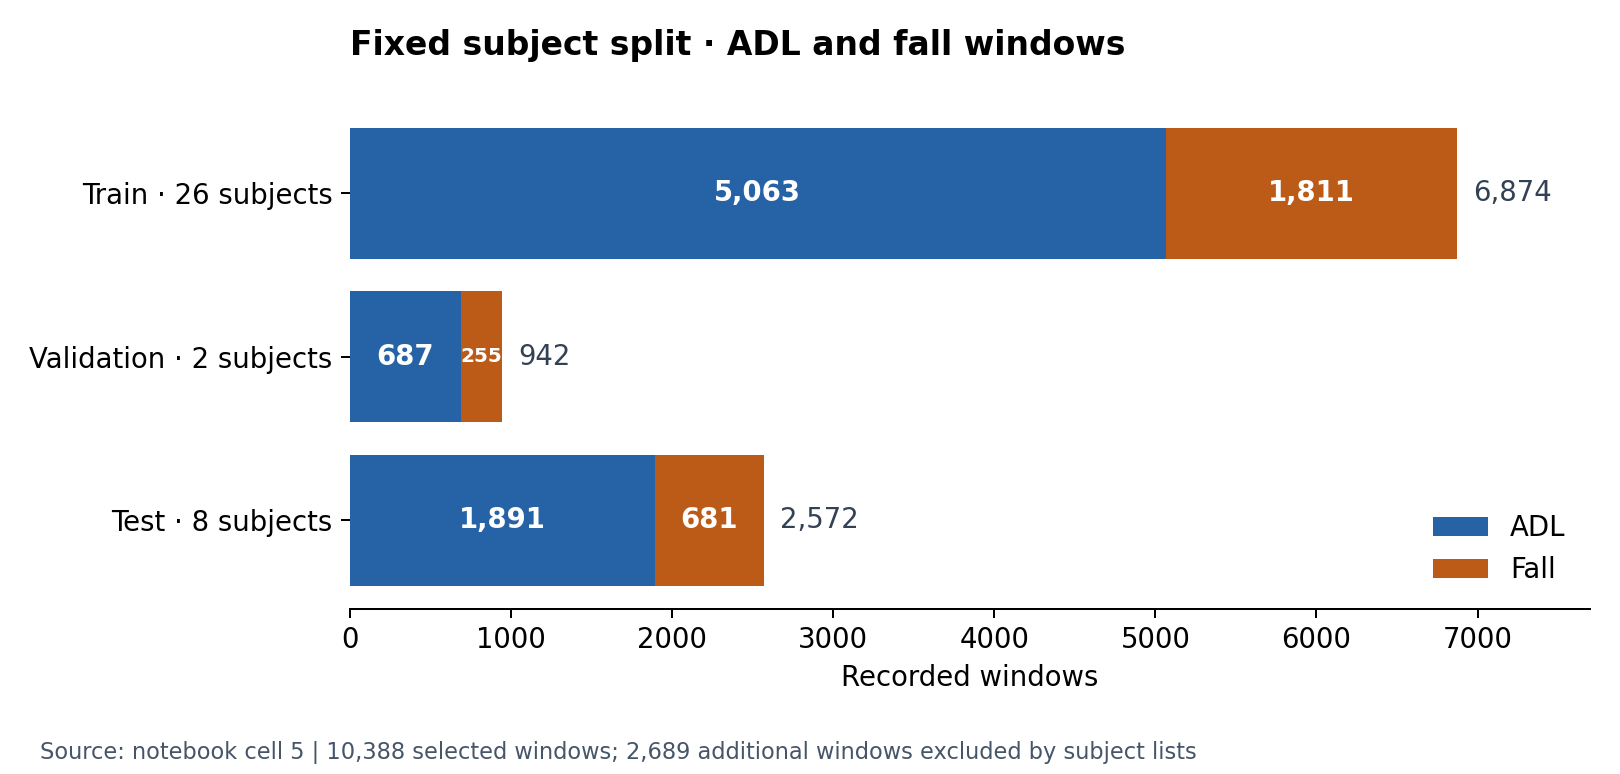 Fixed subject split · ADL and fall windows
Train · 26 subjects
5,063
1,811
6,874
Validation · 2 subjects
687
255
942
Test · 8 subjects
1,891
681
2,572
ADL
Fall
0 1000 2000 3000 4000 5000 6000 7000
Recorded windows
Source: notebook cell 5 | 10,388 selected windows; 2,689 additional windows excluded by subject lists